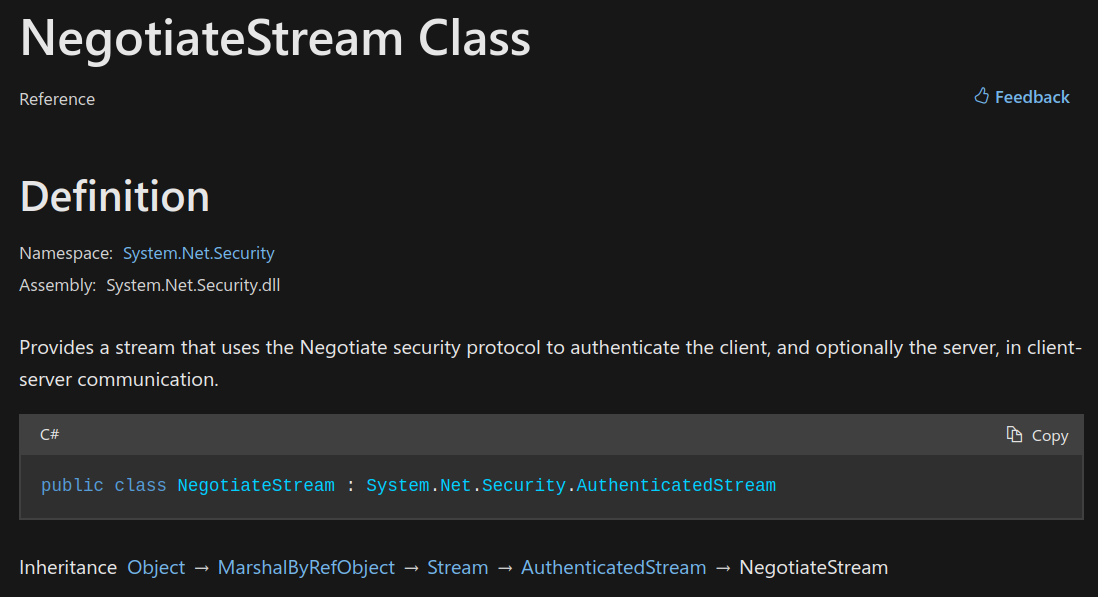 NegotiateStream Class
Reference
Feedback
Definition
Namespace: System.Net.Security
Assembly: System.Net.Security.dll
Provides a stream that uses the Negotiate security protocol to authenticate the client, and optionally the server, in client-
server communication.
C#
Copy
public class NegotiateStream : System.Net.Security.AuthenticatedStream
Inheritance Object → MarshalByRefObject → Stream → AuthenticatedStream → NegotiateStream